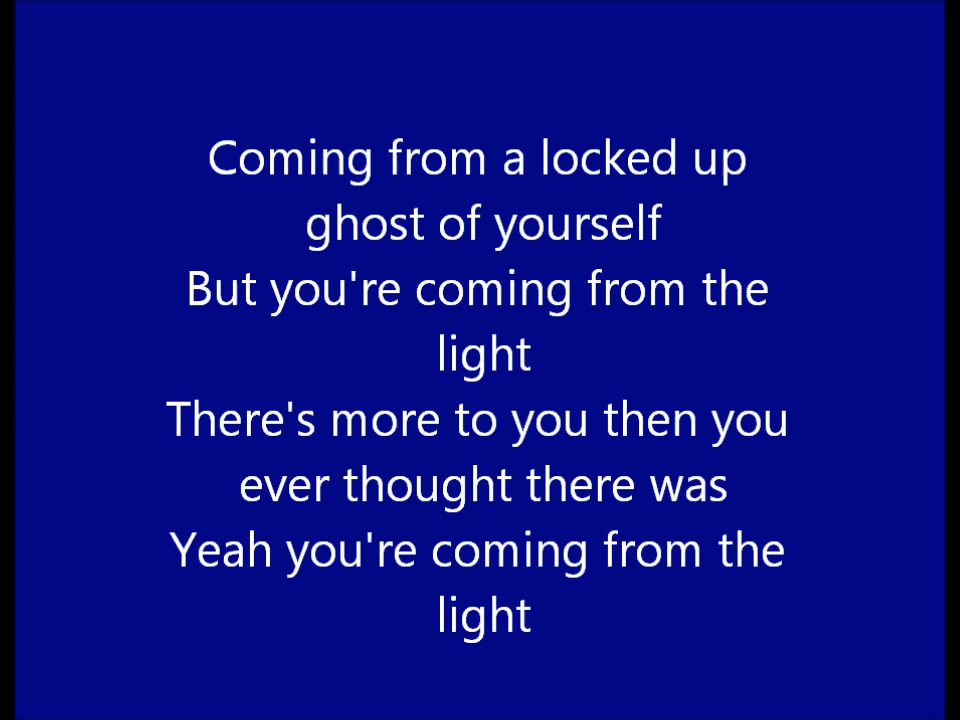 Coming from a locked up
ghost of yourself
But you're coming from the
light
There's more to you then you
ever thought there was
Yeah you're coming from the
light